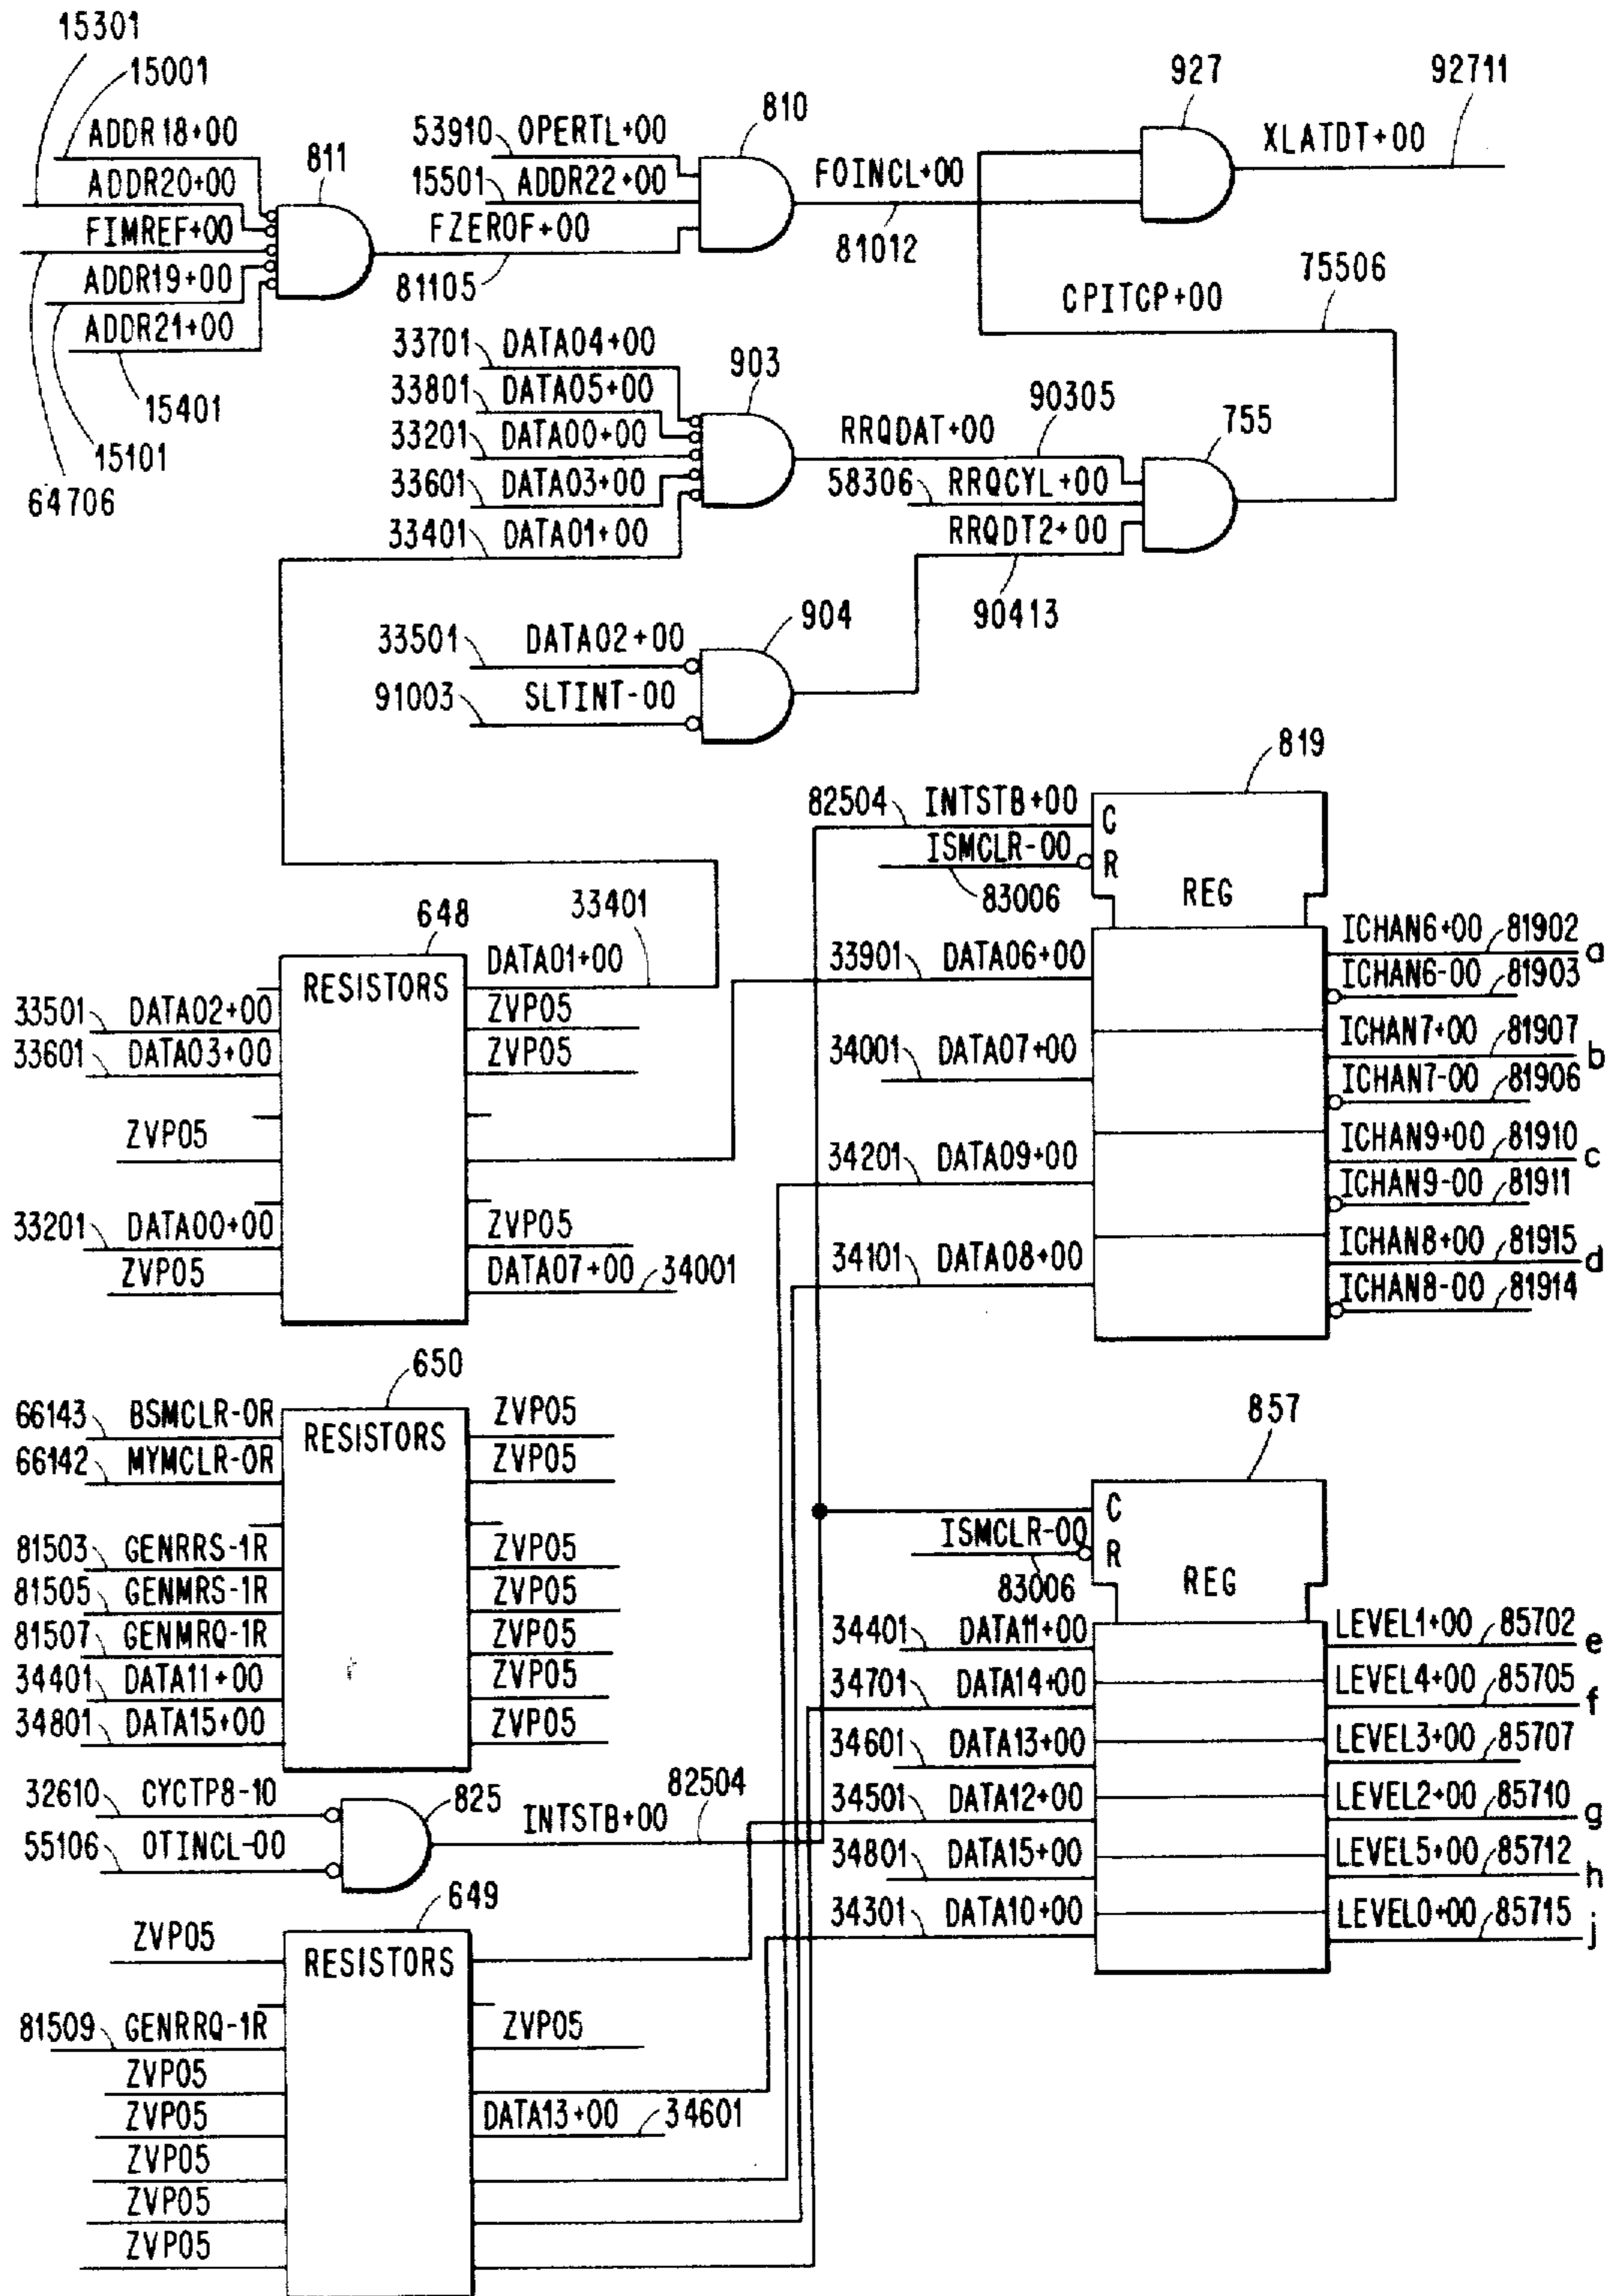 15301
15001
ADDR18+00
ADDR20+00
FIMREF+00
ADDR19+00
ADDR21+00
15401
15101
64706
811
53910 OPERTL+00
15501 ADDR22+00
FZEROF+00
81105
810
FOINCL+00
81012
927
XLATDT+00
92711
CPITCP+00
75506
33701 DATA04+00
33801 DATA05+00
33201 DATA00+00
33601 DATA03+00
33401 DATA01+00
903
RRQDAT+00
90305
58306 RRQCYL+00
RRQDT2+00
90413
755
33501 DATA02+00
91003 SLTINT-00
904
648
RESISTORS
33501 DATA02+00
33601 DATA03+00
ZVP05
33201 DATA00+00
ZVP05
33401
DATA01+00
ZVP05
ZVP05
ZVP05
DATA07+00 34001
819
82504 INTSTB+00
C
ISMCLR-00
R
83006
REG
33901 DATA06+00
34001 DATA07+00
34201 DATA09+00
34101 DATA08+00
ICHAN6+00 81902 a
ICHAN6-00 81903
ICHAN7+00 81907 b
ICHAN7-00 81906
ICHAN9+00 81910 c
ICHAN9-00 81911
ICHAN8+00 81915 d
ICHAN8-00 81914
650
RESISTORS
66143 BSMCLR-0R
66142 MYMCLR-0R
81503 GENRRS-1R
81505 GENMRS-1R
81507 GENMRQ-1R
34401 DATA11+00
34801 DATA15+00
ZVP05
ZVP05
ZVP05
ZVP05
ZVP05
ZVP05
ZVP05
857
C
ISMCLR-00
R
83006
REG
34401 DATA11+00
34701 DATA14+00
34601 DATA13+00
34501 DATA12+00
34801 DATA15+00
34301 DATA10+00
LEVEL1+00 85702 e
LEVEL4+00 85705 f
LEVEL3+00 85707
LEVEL2+00 85710 g
LEVEL5+00 85712 h
LEVEL0+00 85715 j
32610 CYCTP8-10
55106 OTINCL-00
825
INTSTB+00
82504
649
RESISTORS
ZVP05
81509 GENRRQ-1R
ZVP05
ZVP05
ZVP05
ZVP05
ZVP05
ZVP05
DATA13+00 34601